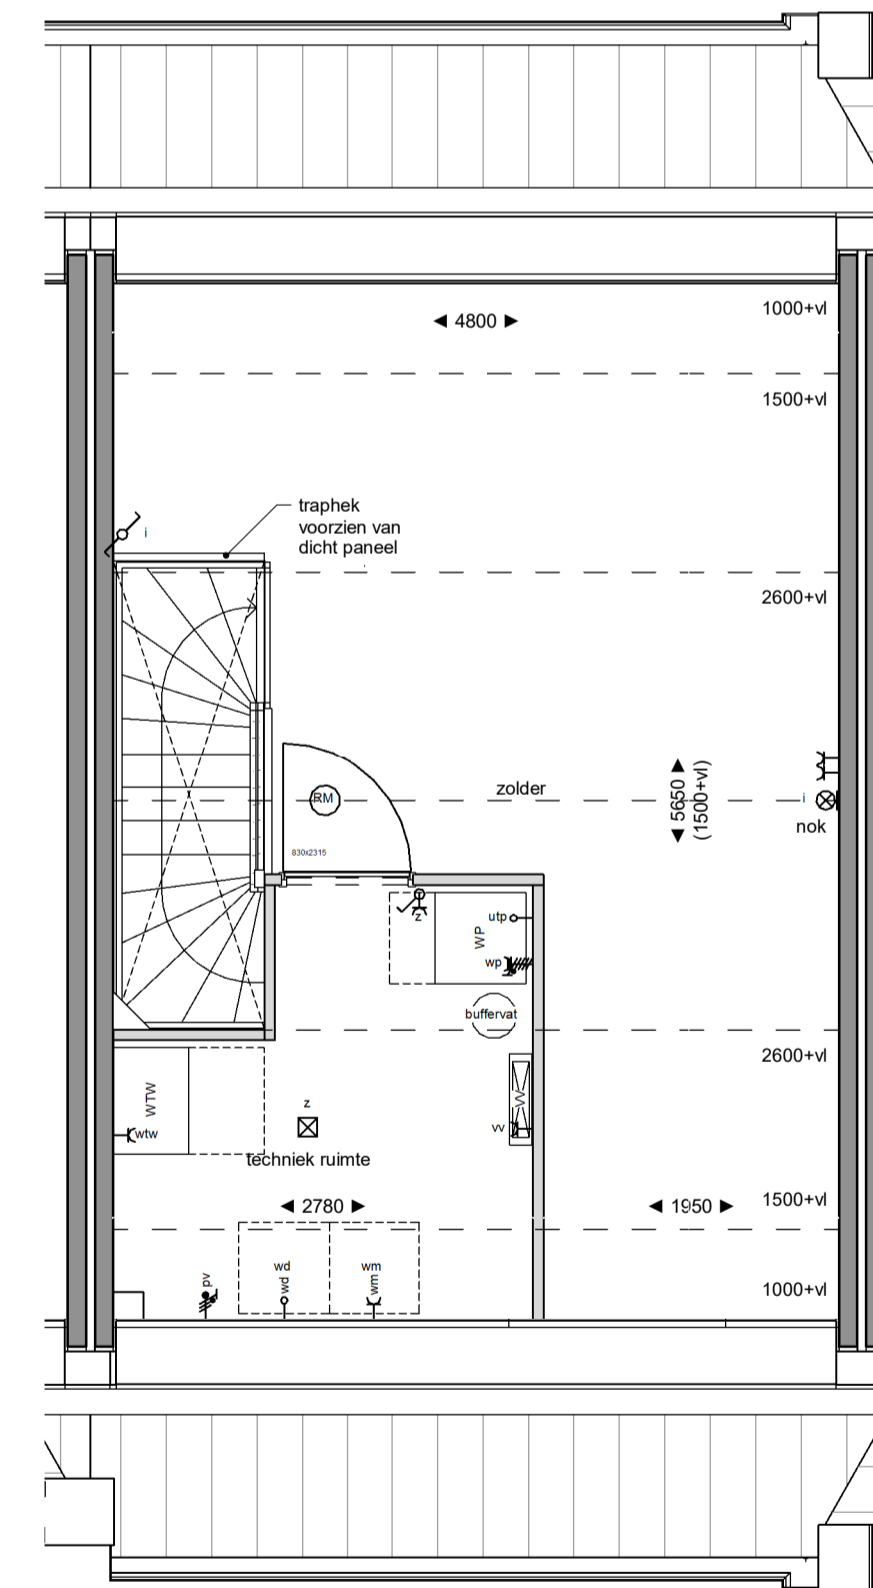 1000+vl
◄ 4800 ►
1500+vl
traphek
voorzien van
dicht paneel
i
2600+vl
zolder
RM
◄ 5650 ►
(1500+vl)
i
nok
830x2315
z
utp
WP
wp
buffervat
2600+vl
WTW
wtw
z
VV
vv
techniek ruimte
◄ 2780 ►
◄ 1950 ►
1500+vl
wd
wd
wm
wm
pv
1000+vl